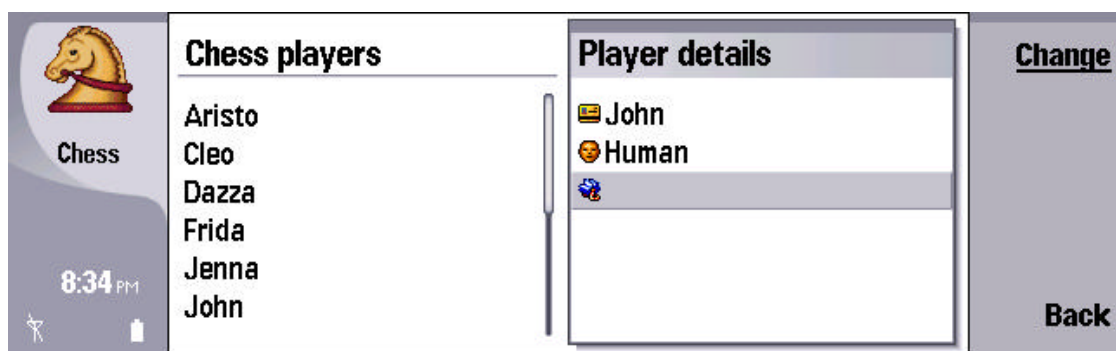 Chess
8:34 PM
Chess players
Aristo
Cleo
Dazza
Frida
Jenna
John
Player details
John
Human
Change
Back